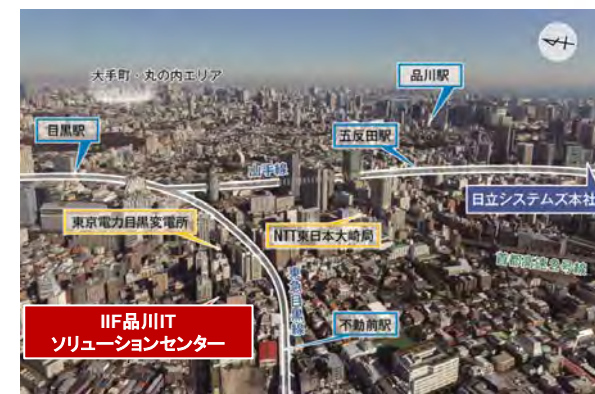 大手町・丸の内エリア
品川駅
目黒駅
五反田駅
山手線
日立システムズ本社
東京電力目黒変電所
NTT東日本大崎局
首都高速2号線
東急目黒線
IIF品川IT
ソリューションセンター
不動前駅